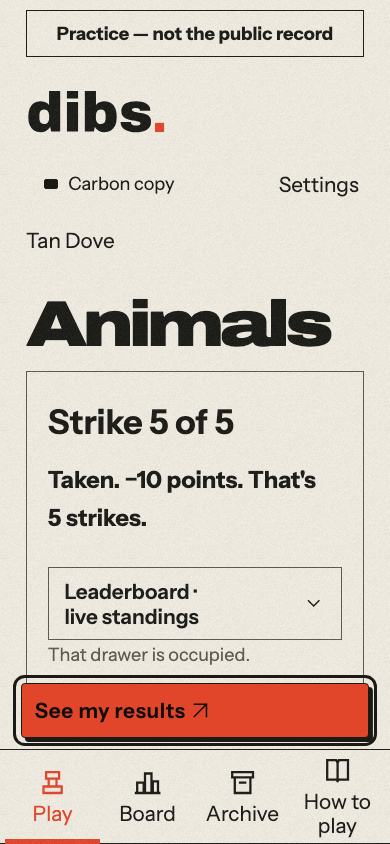 Practice — not the public record
dibs.
Carbon copy
Settings
Tan Dove
Animals
Strike 5 of 5
Taken. −10 points. That's
5 strikes.
Leaderboard ·
live standings
That drawer is occupied.
See my results
Play
Board
Archive
How to
play